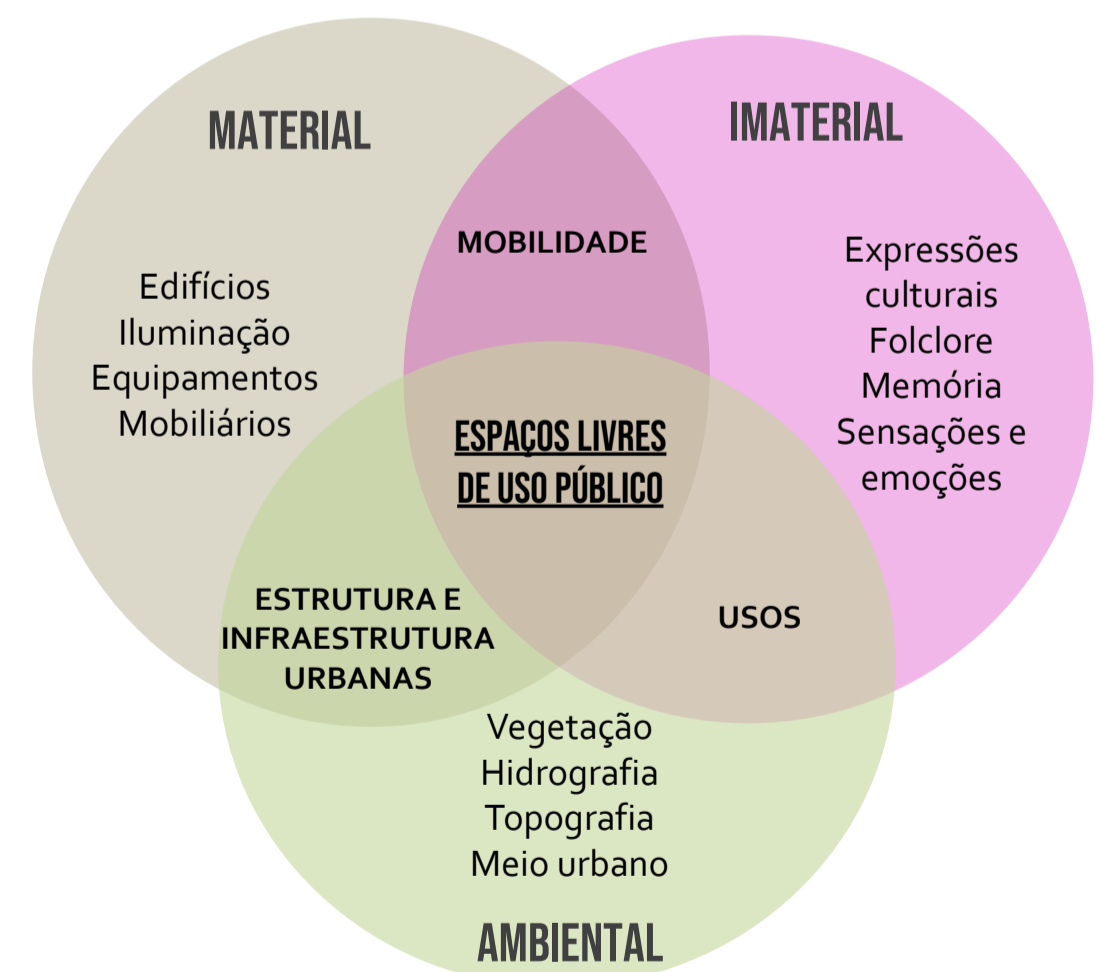 MATERIAL
IMATERIAL
MOBILIDADE
Edifícios
Iluminação
Equipamentos
Mobiliários
Expressões
culturais
Folclore
Memória
Sensações e
emoções
ESPAÇOS LIVRES
DE USO PÚBLICO
ESTRUTURA E
INFRAESTRUTURA
URBANAS
USOS
Vegetação
Hidrografia
Topografia
Meio urbano
AMBIENTAL